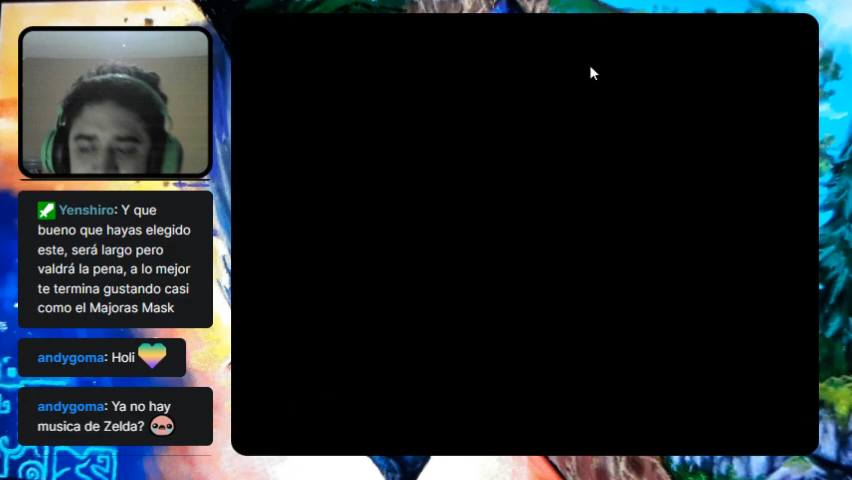 Yenshiro: Y que
bueno que hayas elegido
este, será largo pero
valdrá la pena, a lo mejor
te termina gustando casi
como el Majoras Mask
andygoma: Holi
andygoma: Ya no hay
musica de Zelda?